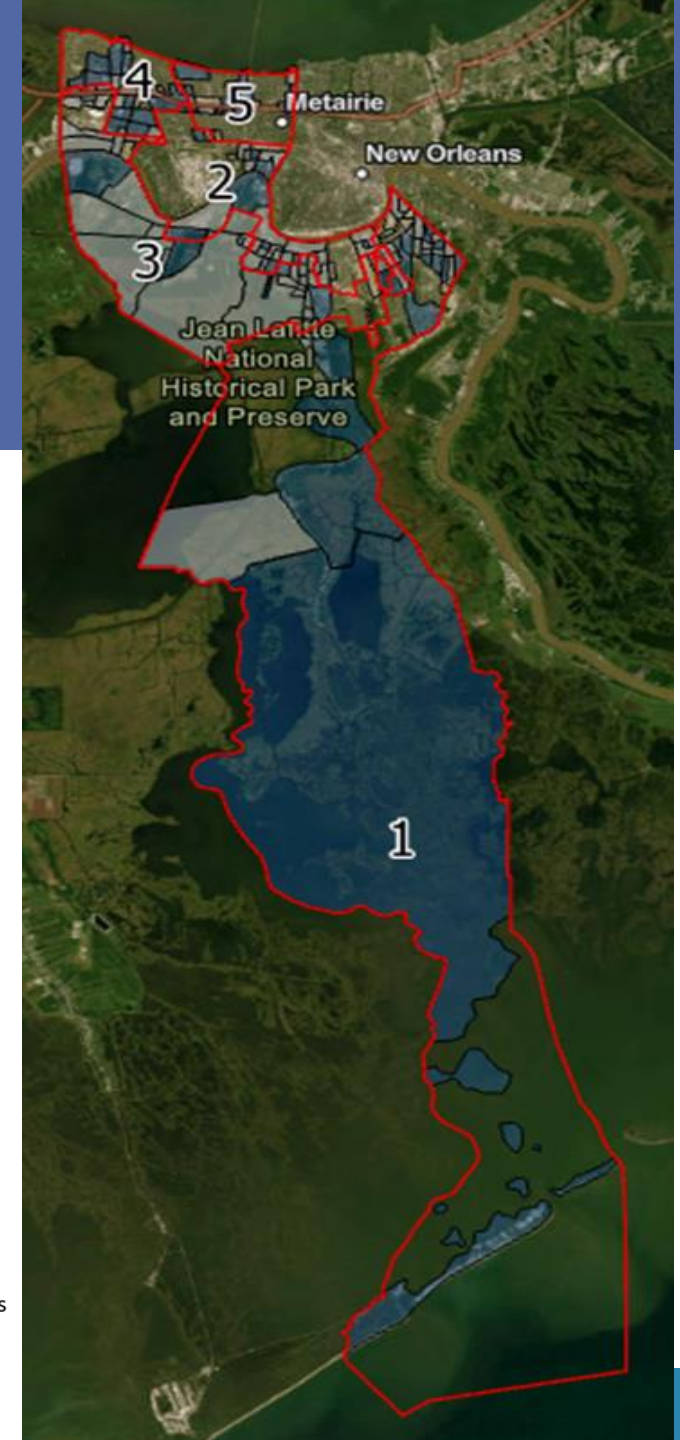 4
5
Metairie
New Orleans
2
3
Jean Lafitte
National
Historical Park
and Preserve
1
s